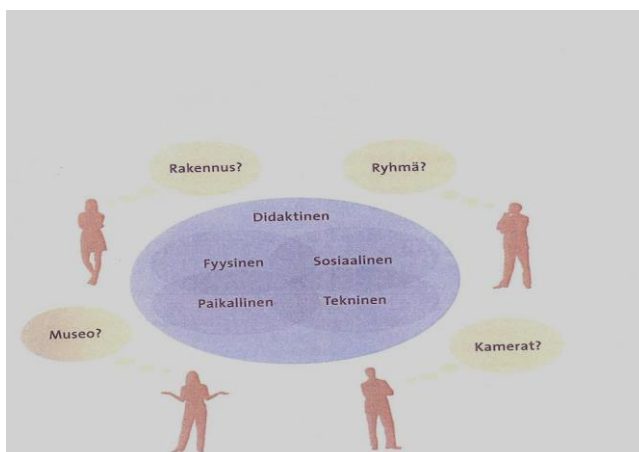 Rakennus?
Ryhmä?
Didaktinen
Fyysinen
Sosiaalinen
Paikallinen
Tekninen
Museo?
Kamerat?